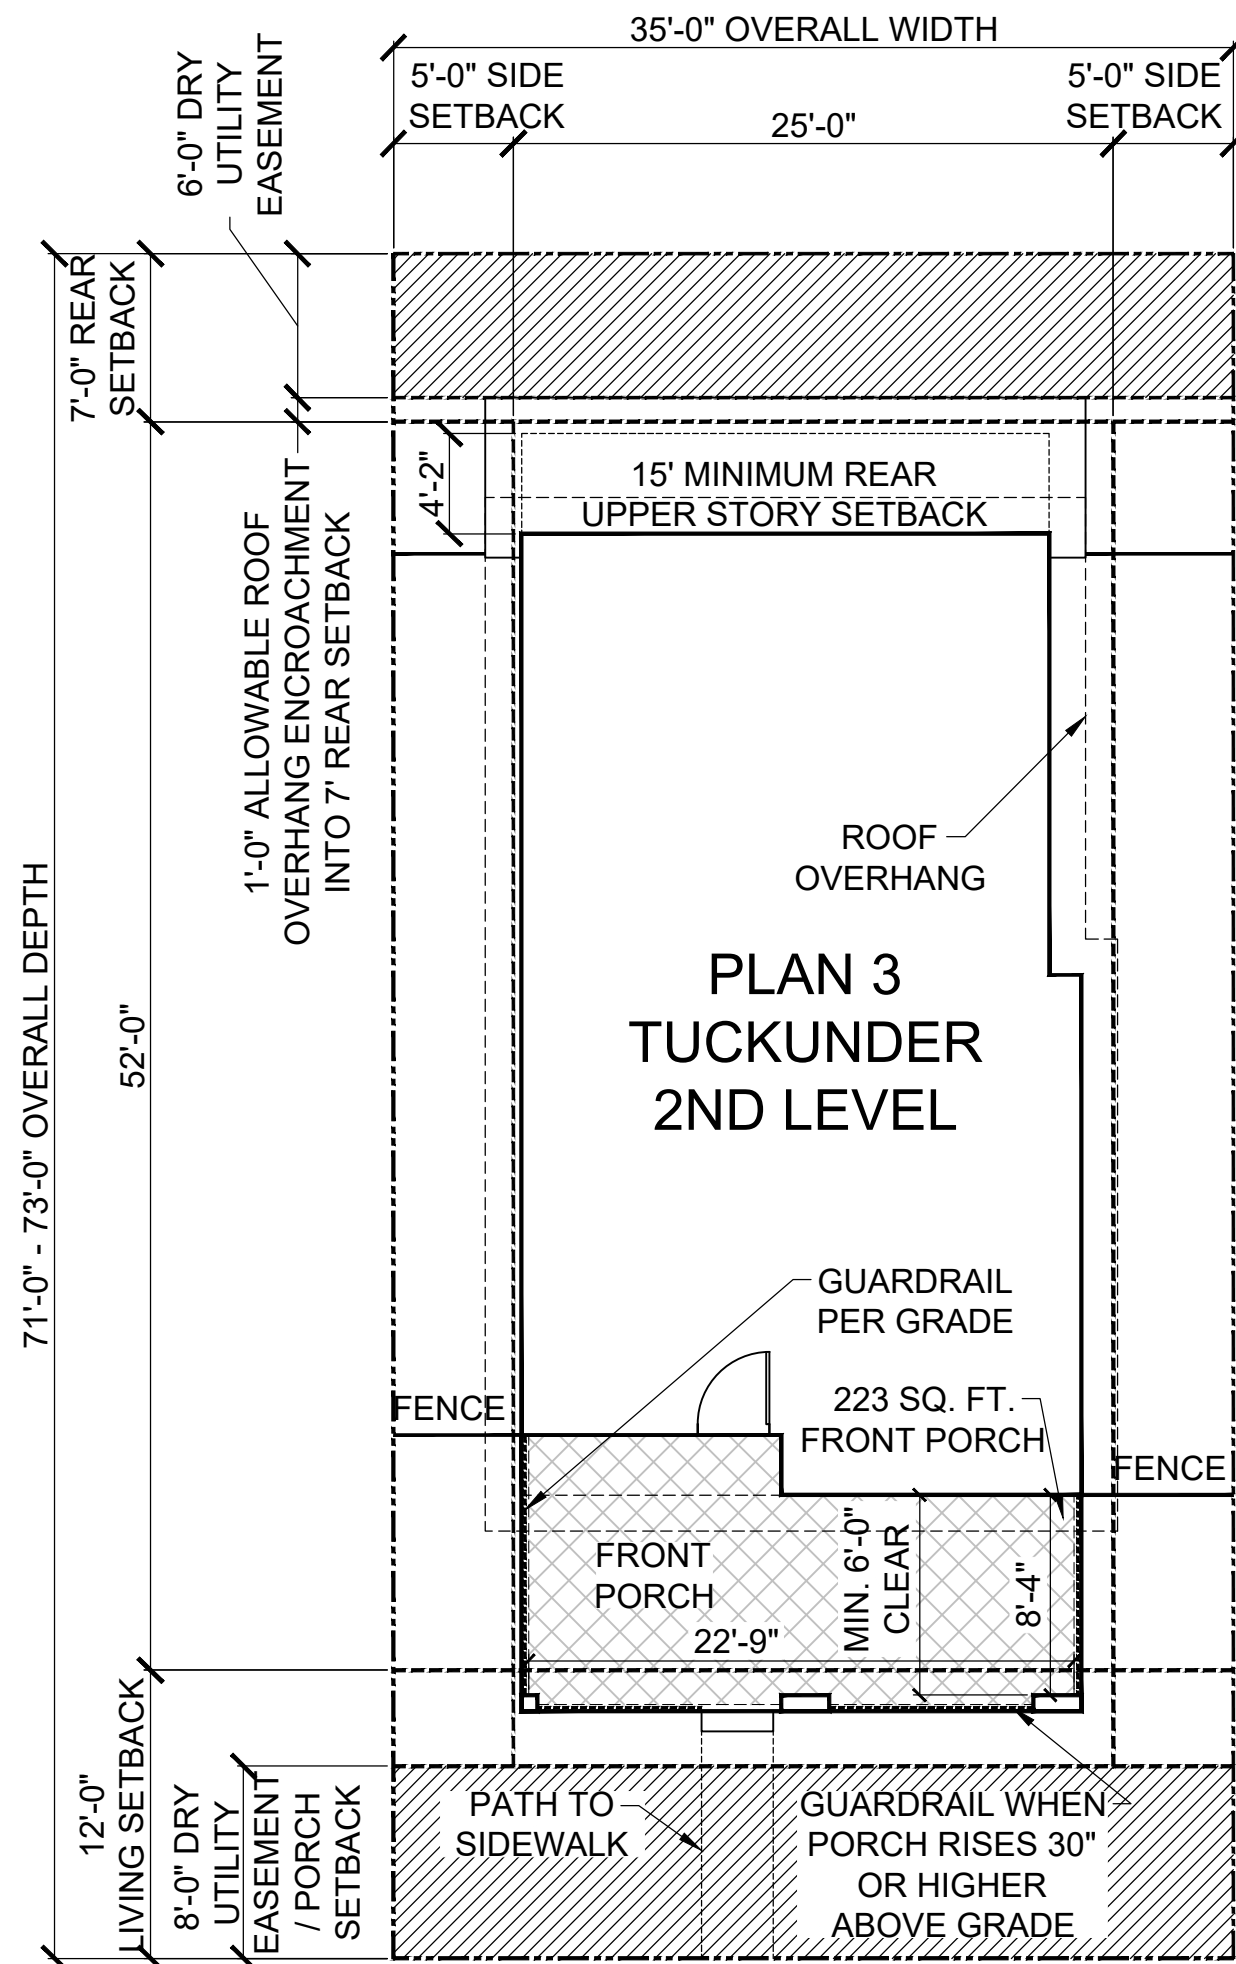 35'-0" OVERALL WIDTH
5'-0" SIDE
SETBACK
25'-0"
5'-0" SIDE
SETBACK
6'-0" DRY
UTILITY
EASEMENT
7'-0" REAR
SETBACK
4'-2"
15' MINIMUM REAR
UPPER STORY SETBACK
1'-0" ALLOWABLE ROOF
OVERHANG ENCROACHMENT
INTO 7' REAR SETBACK
71'-0" - 73'-0" OVERALL DEPTH
52'-0"
ROOF
OVERHANG
PLAN 3
TUCKUNDER
2ND LEVEL
GUARDRAIL
PER GRADE
223 SQ. FT.
FRONT PORCH
FENCE
FENCE
FRONT
PORCH
MIN. 6'-0"
CLEAR
8'-4"
22'-9"
12'-0"
LIVING SETBACK
8'-0" DRY
UTILITY
EASEMENT
/ PORCH
SETBACK
PATH TO
SIDEWALK
GUARDRAIL WHEN
PORCH RISES 30"
OR HIGHER
ABOVE GRADE